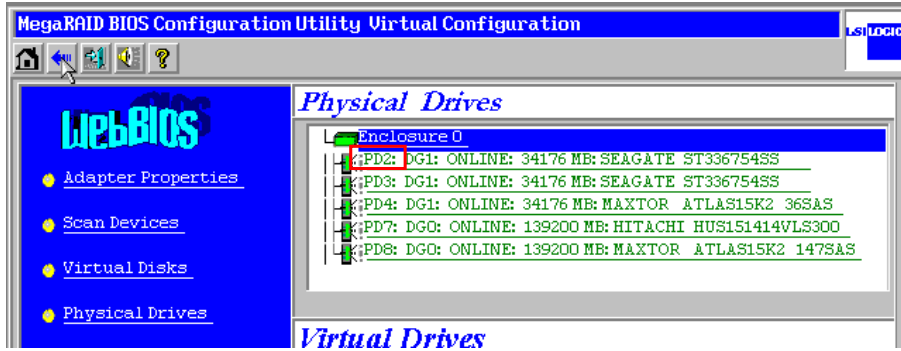 MegaRAID BIOS Configuration Utility Virtual Configuration
LSI LOGIC
?
WebBIOS
Adapter Properties
Scan Devices
Virtual Disks
Physical Drives
Physical Drives
Enclosure 0
PD2: DG1: ONLINE: 34176 MB: SEAGATE ST336754SS
PD3: DG1: ONLINE: 34176 MB: SEAGATE ST336754SS
PD4: DG1: ONLINE: 34176 MB: MAXTOR ATLAS15K2 36SAS
PD7: DG0: ONLINE: 139200 MB: HITACHI HUS151414VLS300
PD8: DG0: ONLINE: 139200 MB: MAXTOR ATLAS15K2 147SAS
Virtual Drives